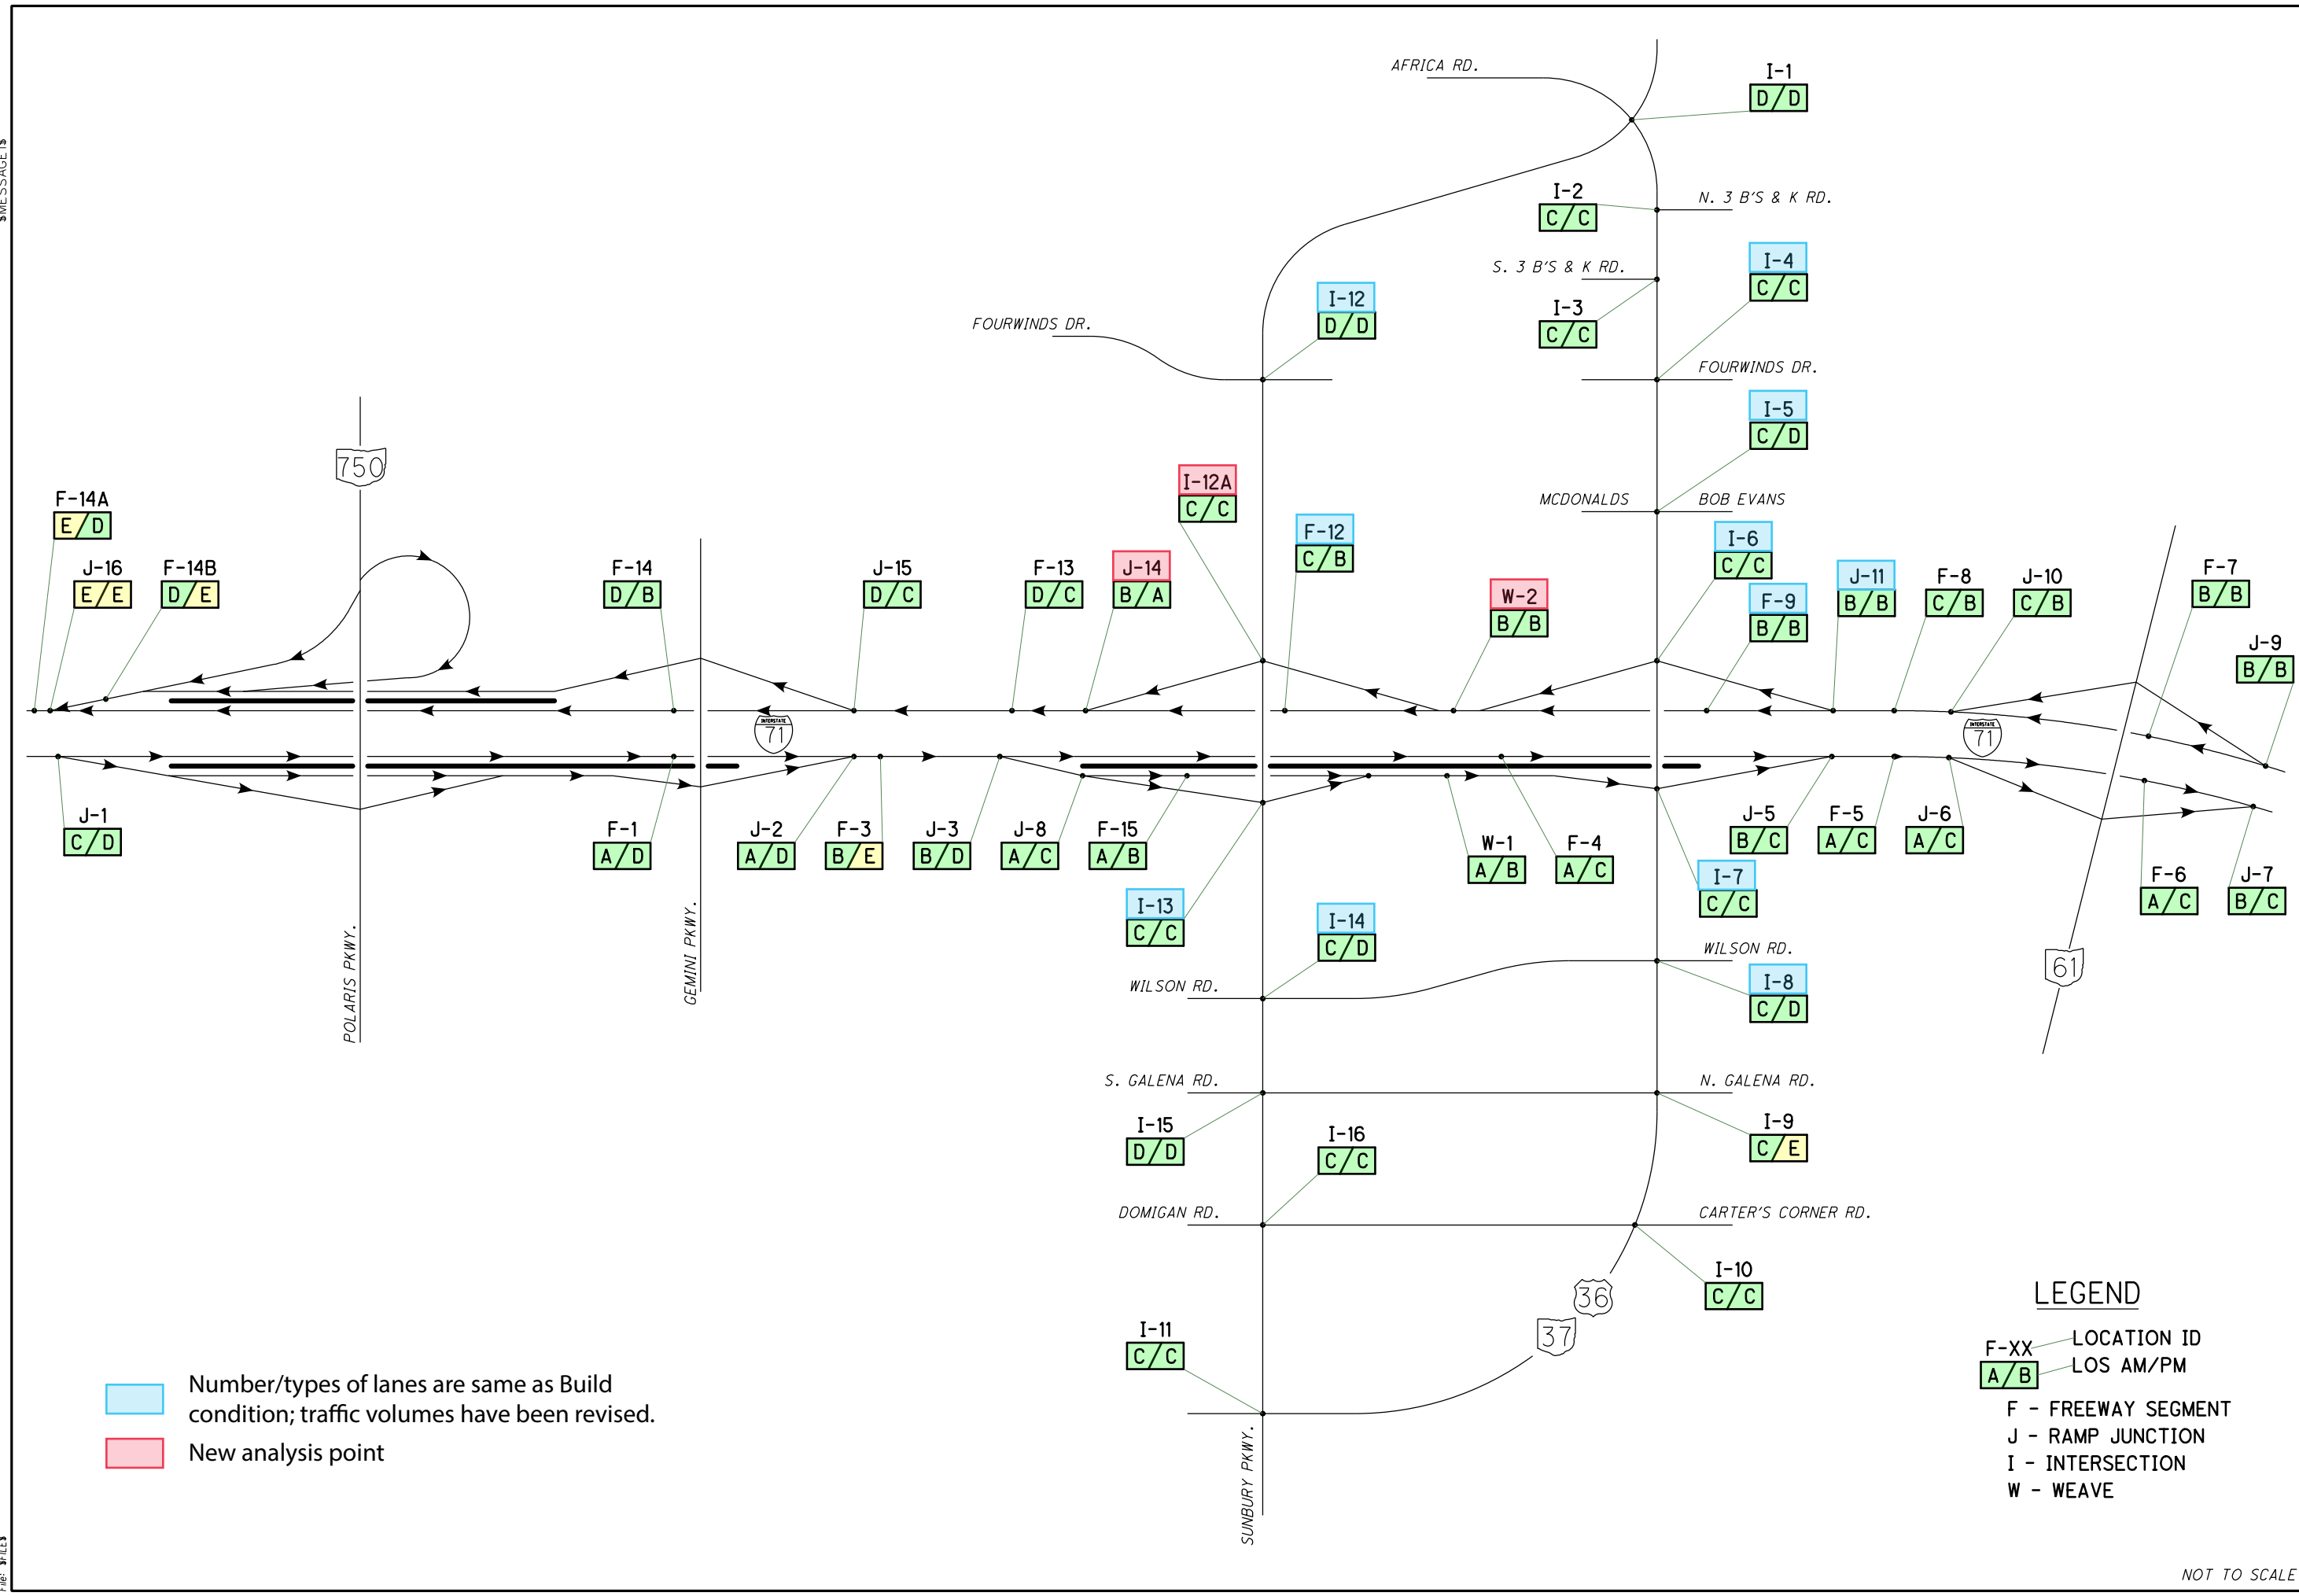 $MESSAGE1$
AFRICA RD.
I-1
D/D
I-2
C/C
N. 3 B'S & K RD.
S. 3 B'S & K RD.
I-3
C/C
I-4
C/C
I-12
D/D
FOURWINDS DR.
FOURWINDS DR.
I-5
C/D
MCDONALDS
BOB EVANS
750
F-14A
E/D
J-16
E/E
F-14B
D/E
F-14
D/B
J-15
D/C
F-13
D/C
J-14
B/A
I-12A
C/C
F-12
C/B
W-2
B/B
I-6
C/C
F-9
B/B
J-11
B/B
F-8
C/B
J-10
C/B
F-7
B/B
J-9
B/B
INTERSTATE
71
INTERSTATE
71
J-1
C/D
F-1
A/D
J-2
A/D
F-3
B/E
J-3
B/D
J-8
A/C
F-15
A/B
W-1
A/B
F-4
A/C
J-5
B/C
F-5
A/C
J-6
A/C
I-7
C/C
F-6
A/C
J-7
B/C
I-13
C/C
I-14
C/D
POLARIS PKWY.
GEMINI PKWY.
WILSON RD.
WILSON RD.
I-8
C/D
61
S. GALENA RD.
N. GALENA RD.
I-15
D/D
I-16
C/C
I-9
C/E
DOMIGAN RD.
CARTER'S CORNER RD.
I-10
C/C
36
37
I-11
C/C
SUNBURY PKWY.
Number/types of lanes are same as Build
condition; traffic volumes have been revised.
New analysis point
LEGEND
F-XX
LOCATION ID
A/B
LOS AM/PM
F - FREEWAY SEGMENT
J - RAMP JUNCTION
I - INTERSECTION
W - WEAVE
NOT TO SCALE